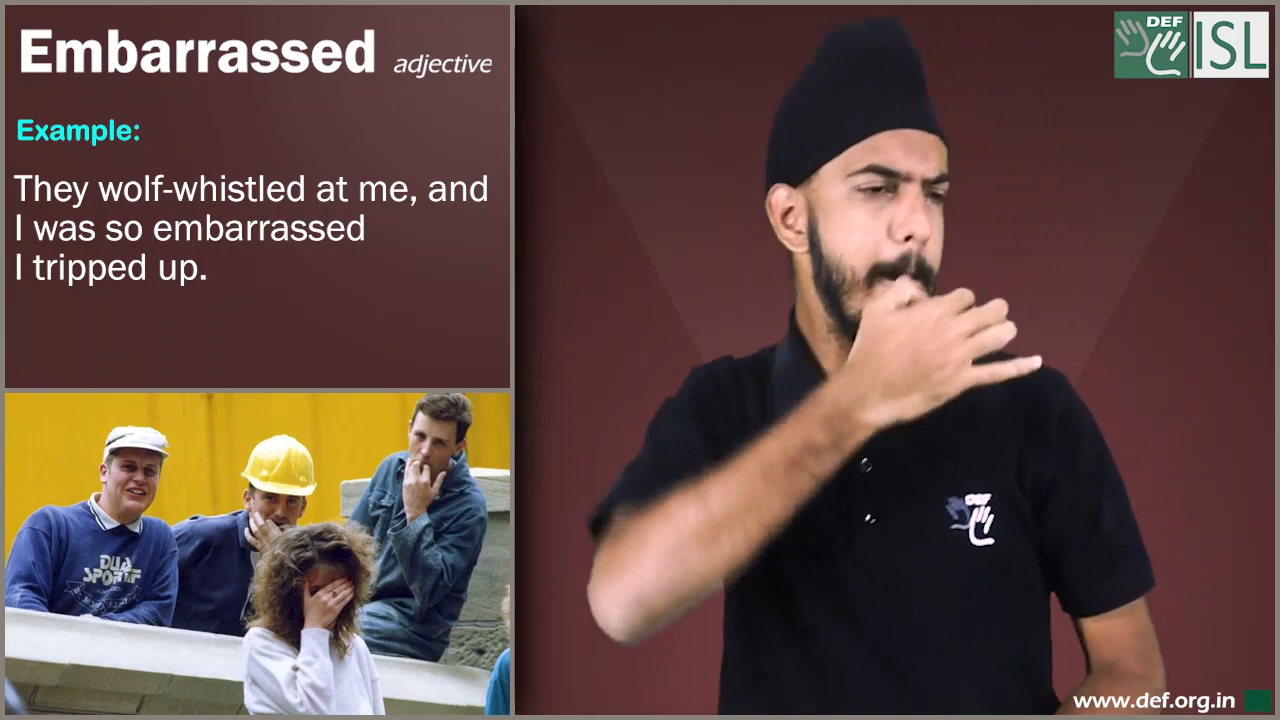 Embarrassed adjective
Example:
They wolf-whistled at me, and
I was so embarrassed
I tripped up.
DEF
ISL
DEF
DUA
SPORTIF
www.def.org.in